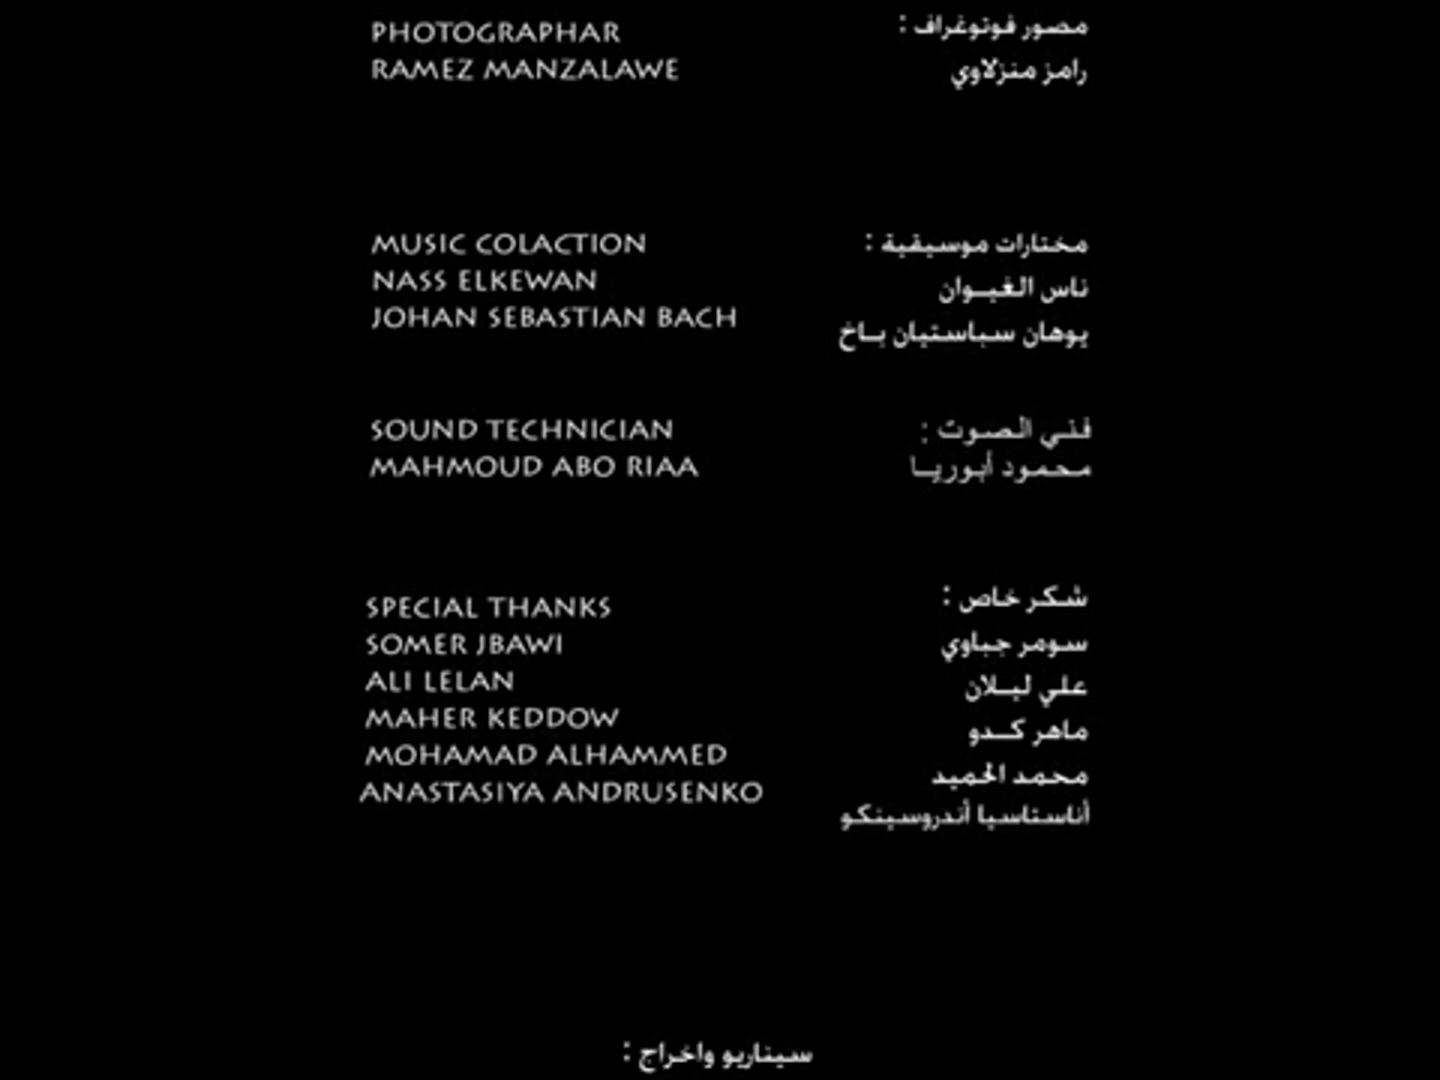 PHOTOGRAPHAR
RAMEZ MANZALAWE
مصور فوتوغراف :
رامز منزلاوي
MUSIC COLACTION
NASS ELKEWAN
JOHAN SEBASTIAN BACH
مختارات موسيقية :
ناس الغيوان
يوهان سباستيان باخ
SOUND TECHNICIAN
MAHMOUD ABO RIAA
فني الصوت :
محمود أبوريا
SPECIAL THANKS
SOMER JBAWI
ALI LELAN
MAHER KEDDOW
MOHAMAD ALHAMMED
ANASTASIYA ANDRUSENKO
شكر خاص :
سومر جباوي
علي ليلان
ماهر كدو
محمد الحميد
أناستاسيا أندروسينكو
سيناريو واخراج :